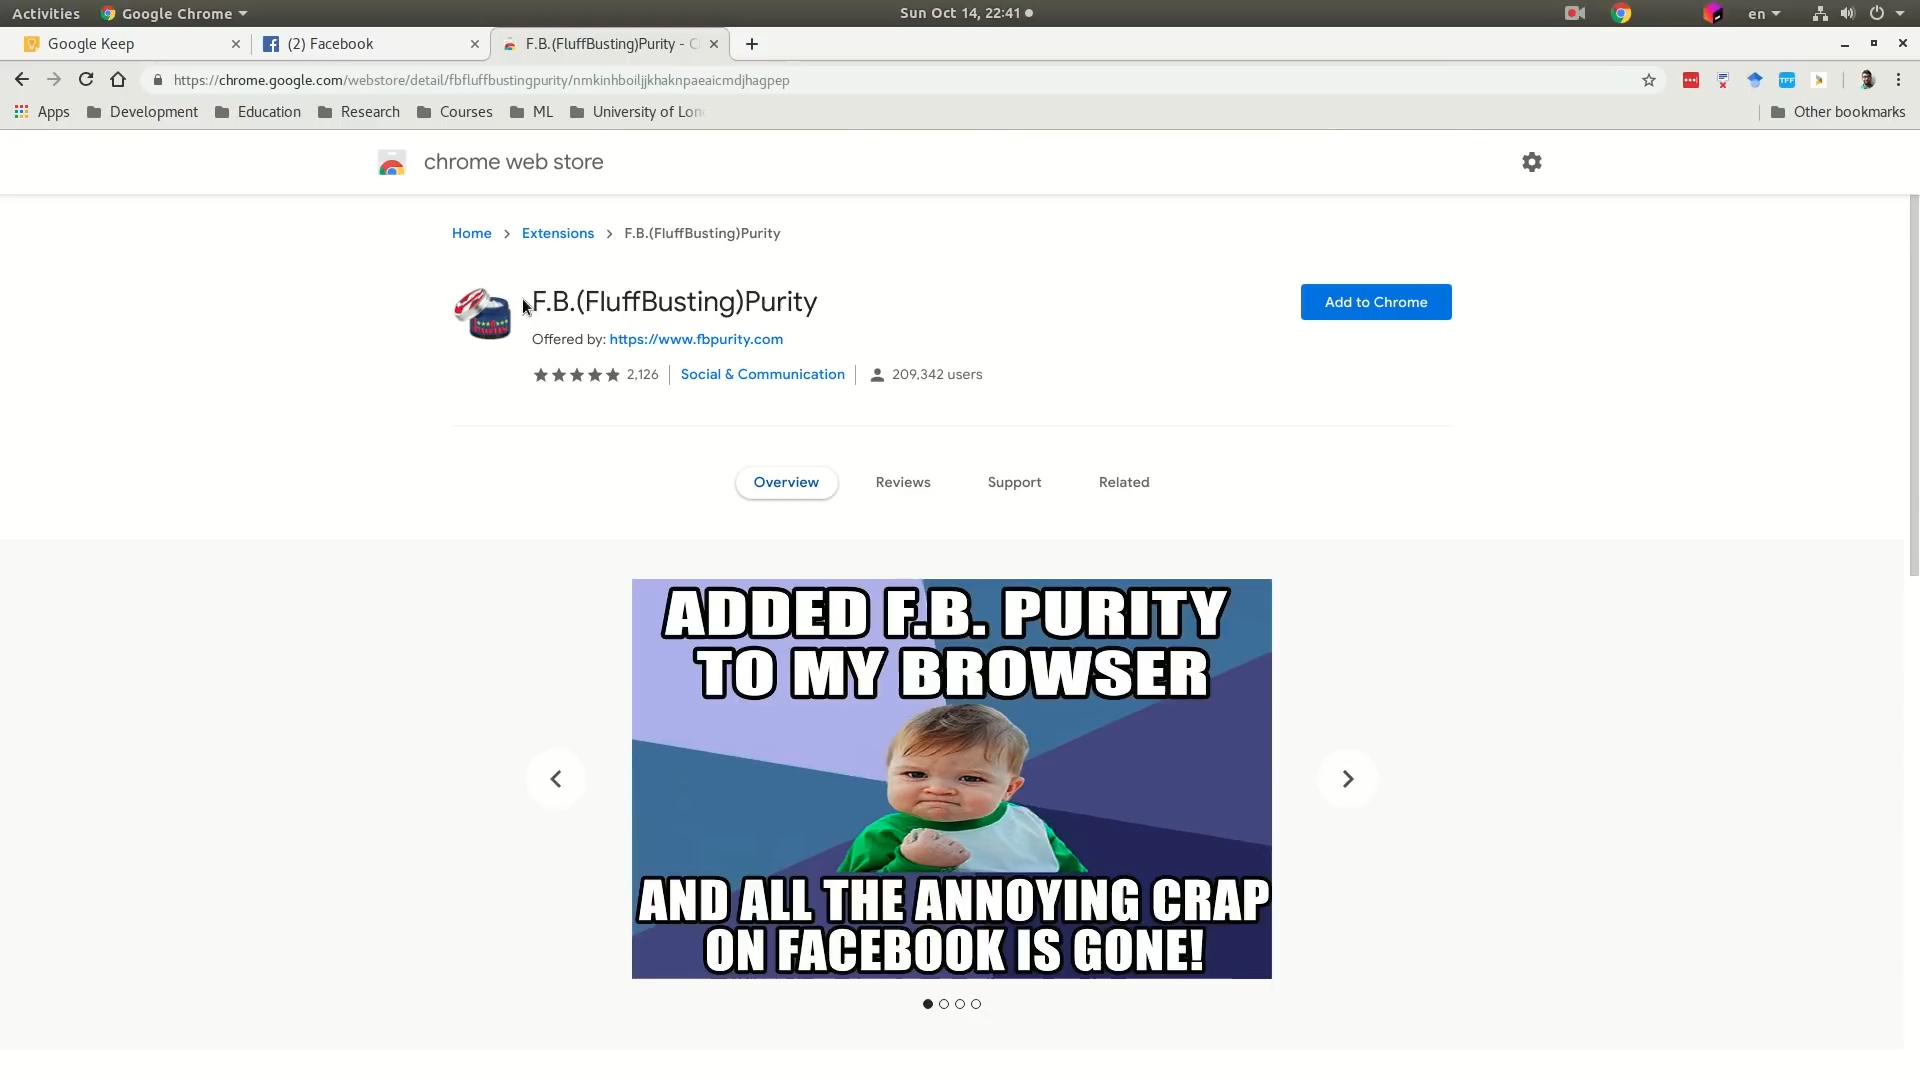 Activities Google Chrome Sun Oct 14, 22:41 en
Google Keep (2) Facebook F.B.(FluffBusting)Purity - C
https://chrome.google.com/webstore/detail/fbfluffbustingpurity/nmkinhboiljjkhaknpaeaicmdjhagpep TFF
Apps Development Education Research Courses ML University of Lon Other bookmarks
chrome web store
Home Extensions F.B.(FluffBusting)Purity
F.B.(FluffBusting)Purity Add to Chrome
Offered by: https://www.fbpurity.com
2,126 Social & Communication 209,342 users
Overview Reviews Support Related
ADDED F.B. PURITY
TO MY BROWSER
AND ALL THE ANNOYING CRAP
ON FACEBOOK IS GONE!